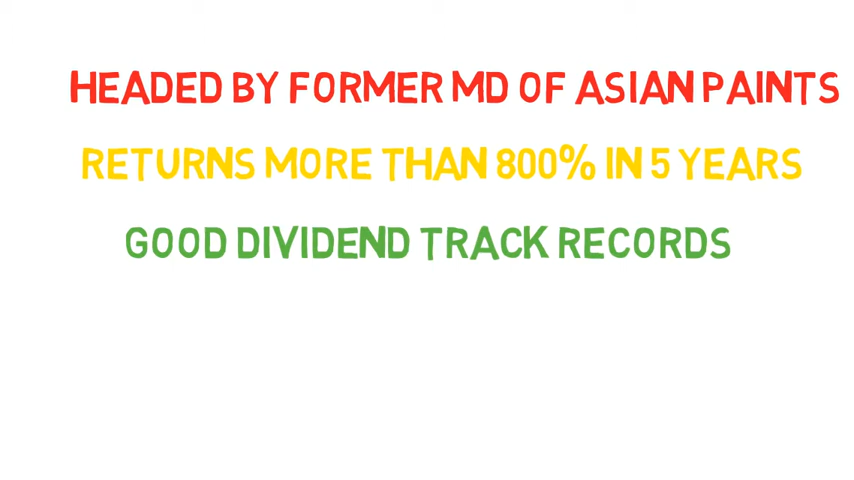 HEADED BY FORMER MD OF ASIAN PAINTS
RETURNS MORE THAN 800% IN 5 YEARS
GOOD DIVIDEND TRACK RECORDS